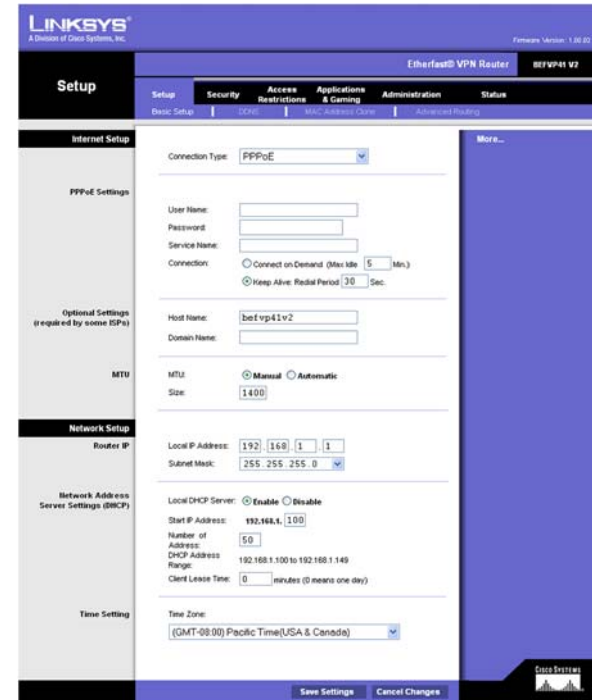 LINKSYS®
A Division of Cisco Systems, Inc.
Firmware Version: 1.00.02
Etherfast® VPN Router
BEFVP41 V2
Setup
Setup
Security
Access Restrictions
Applications & Gaming
Administration
Status
Basic Setup
DDNS
MAC Address Clone
Advanced Routing
Internet Setup
More...
Connection Type: PPPoE
PPPoE Settings
User Name:
Password:
Service Name:
Connection: Connect on Demand (Max Idle 5 Min.)
Keep Alive: Redial Period 30 Sec.
Optional Settings
(required by some ISPs)
Host Name: befvp41v2
Domain Name:
MTU
MTU: Manual Automatic
Size: 1400
Network Setup
Router IP
Local IP Address: 192 . 168 . 1 . 1
Subnet Mask: 255.255.255.0
Network Address
Server Settings (DHCP)
Local DHCP Server: Enable Disable
Start IP Address: 192.168.1. 100
Number of
Address: 50
DHCP Address
Range: 192.168.1.100 to 192.168.1.149
Client Lease Time: 0 minutes (0 means one day)
Time Setting
Time Zone:
(GMT-08:00) Pacific Time(USA & Canada)
Save Settings
Cancel Changes
CISCO SYSTEMS